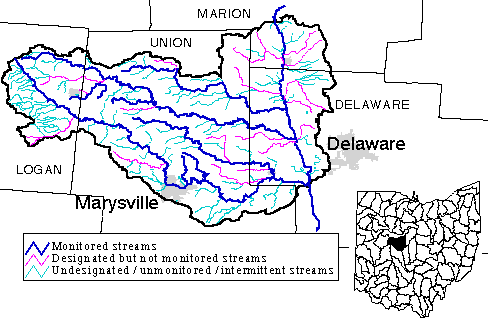 MARION
UNION
DELAWARE
Delaware
LOGAN
Marysville
Monitored streams
Designated but not monitored streams
Undesignated / unmonitored / intermittent streams